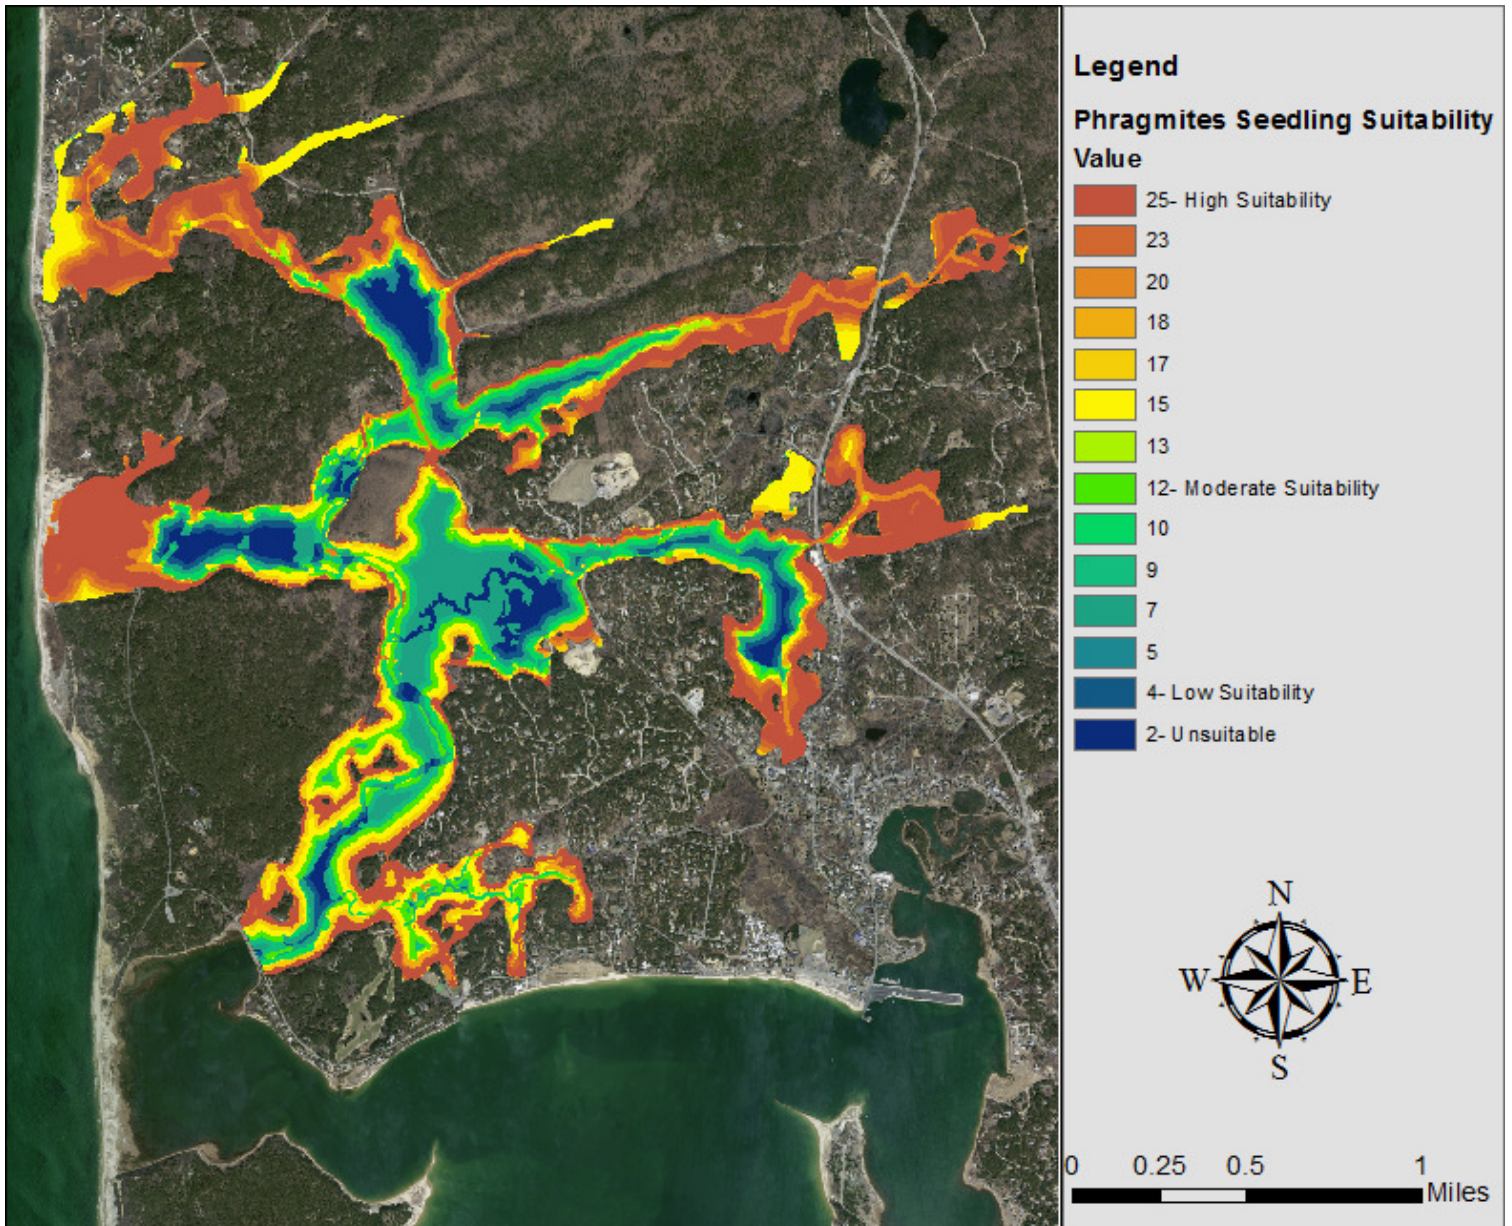 Legend
Phragmites Seedling Suitability
Value
25- High Suitability
23
20
18
17
15
13
12- Moderate Suitability
10
9
7
5
4- Low Suitability
2- Unsuitable
N
W E
S
0 0.25 0.5 1
Miles